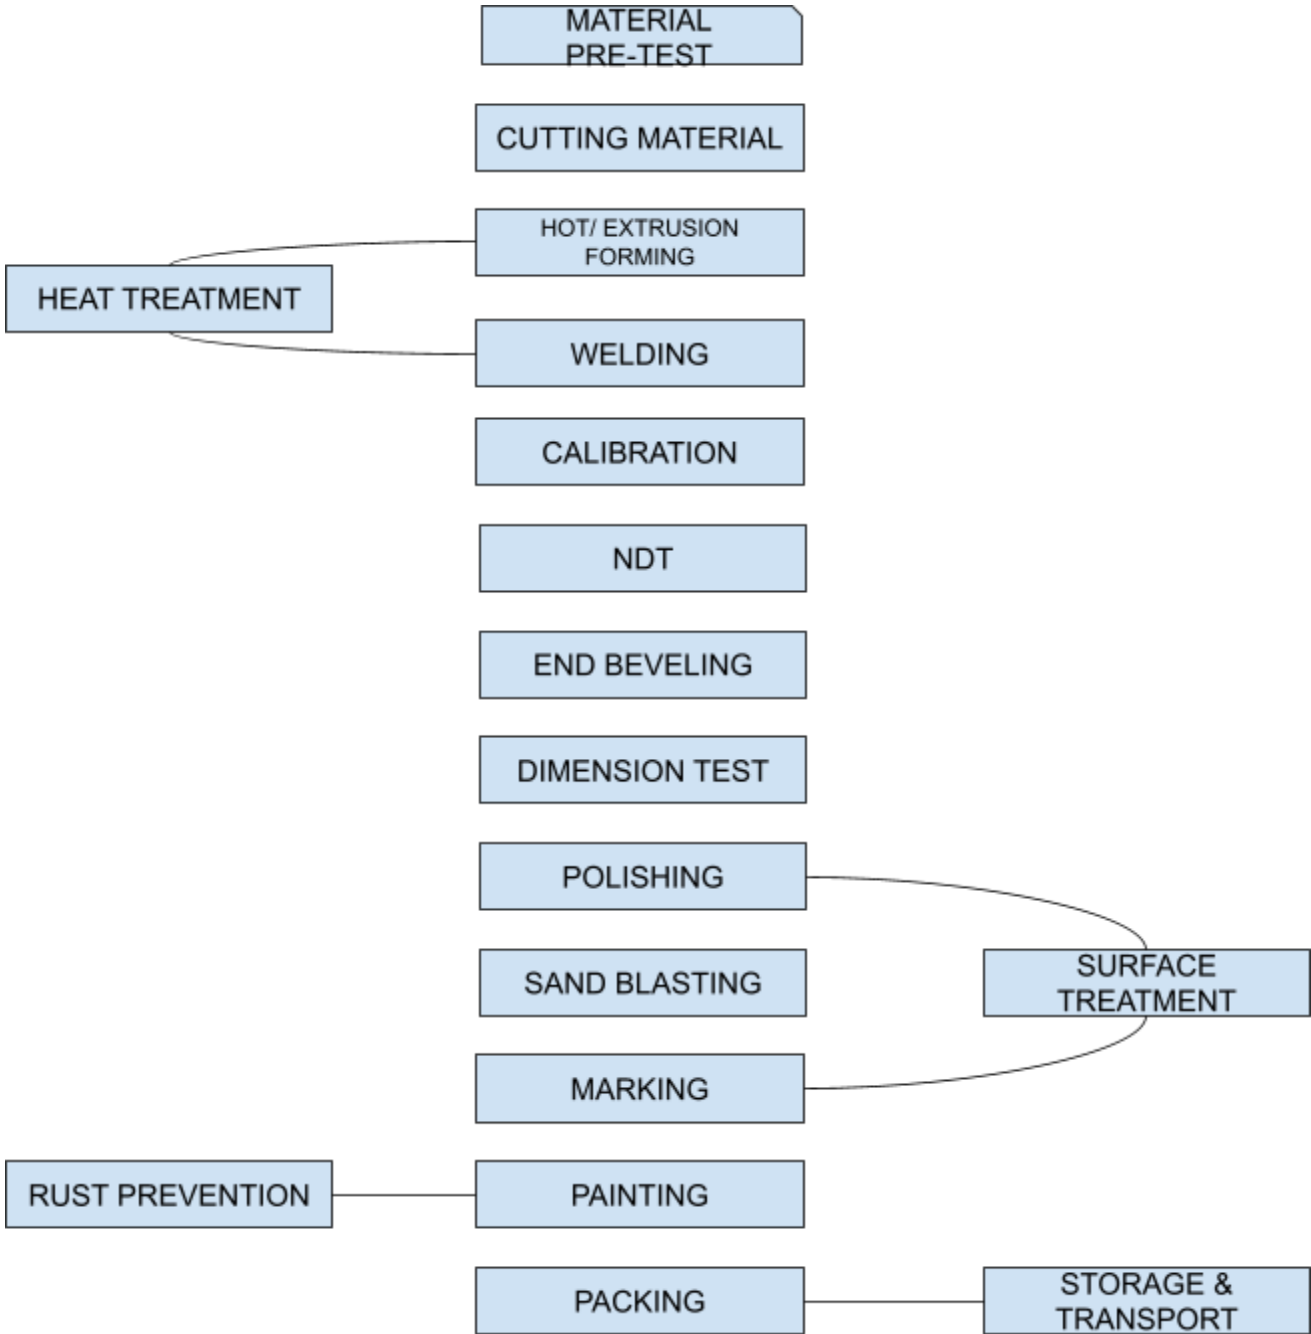 MATERIAL
PRE-TEST
CUTTING MATERIAL
HOT/ EXTRUSION
FORMING
HEAT TREATMENT
WELDING
CALIBRATION
NDT
END BEVELING
DIMENSION TEST
POLISHING
SAND BLASTING
SURFACE
TREATMENT
MARKING
RUST PREVENTION
PAINTING
PACKING
STORAGE &
TRANSPORT